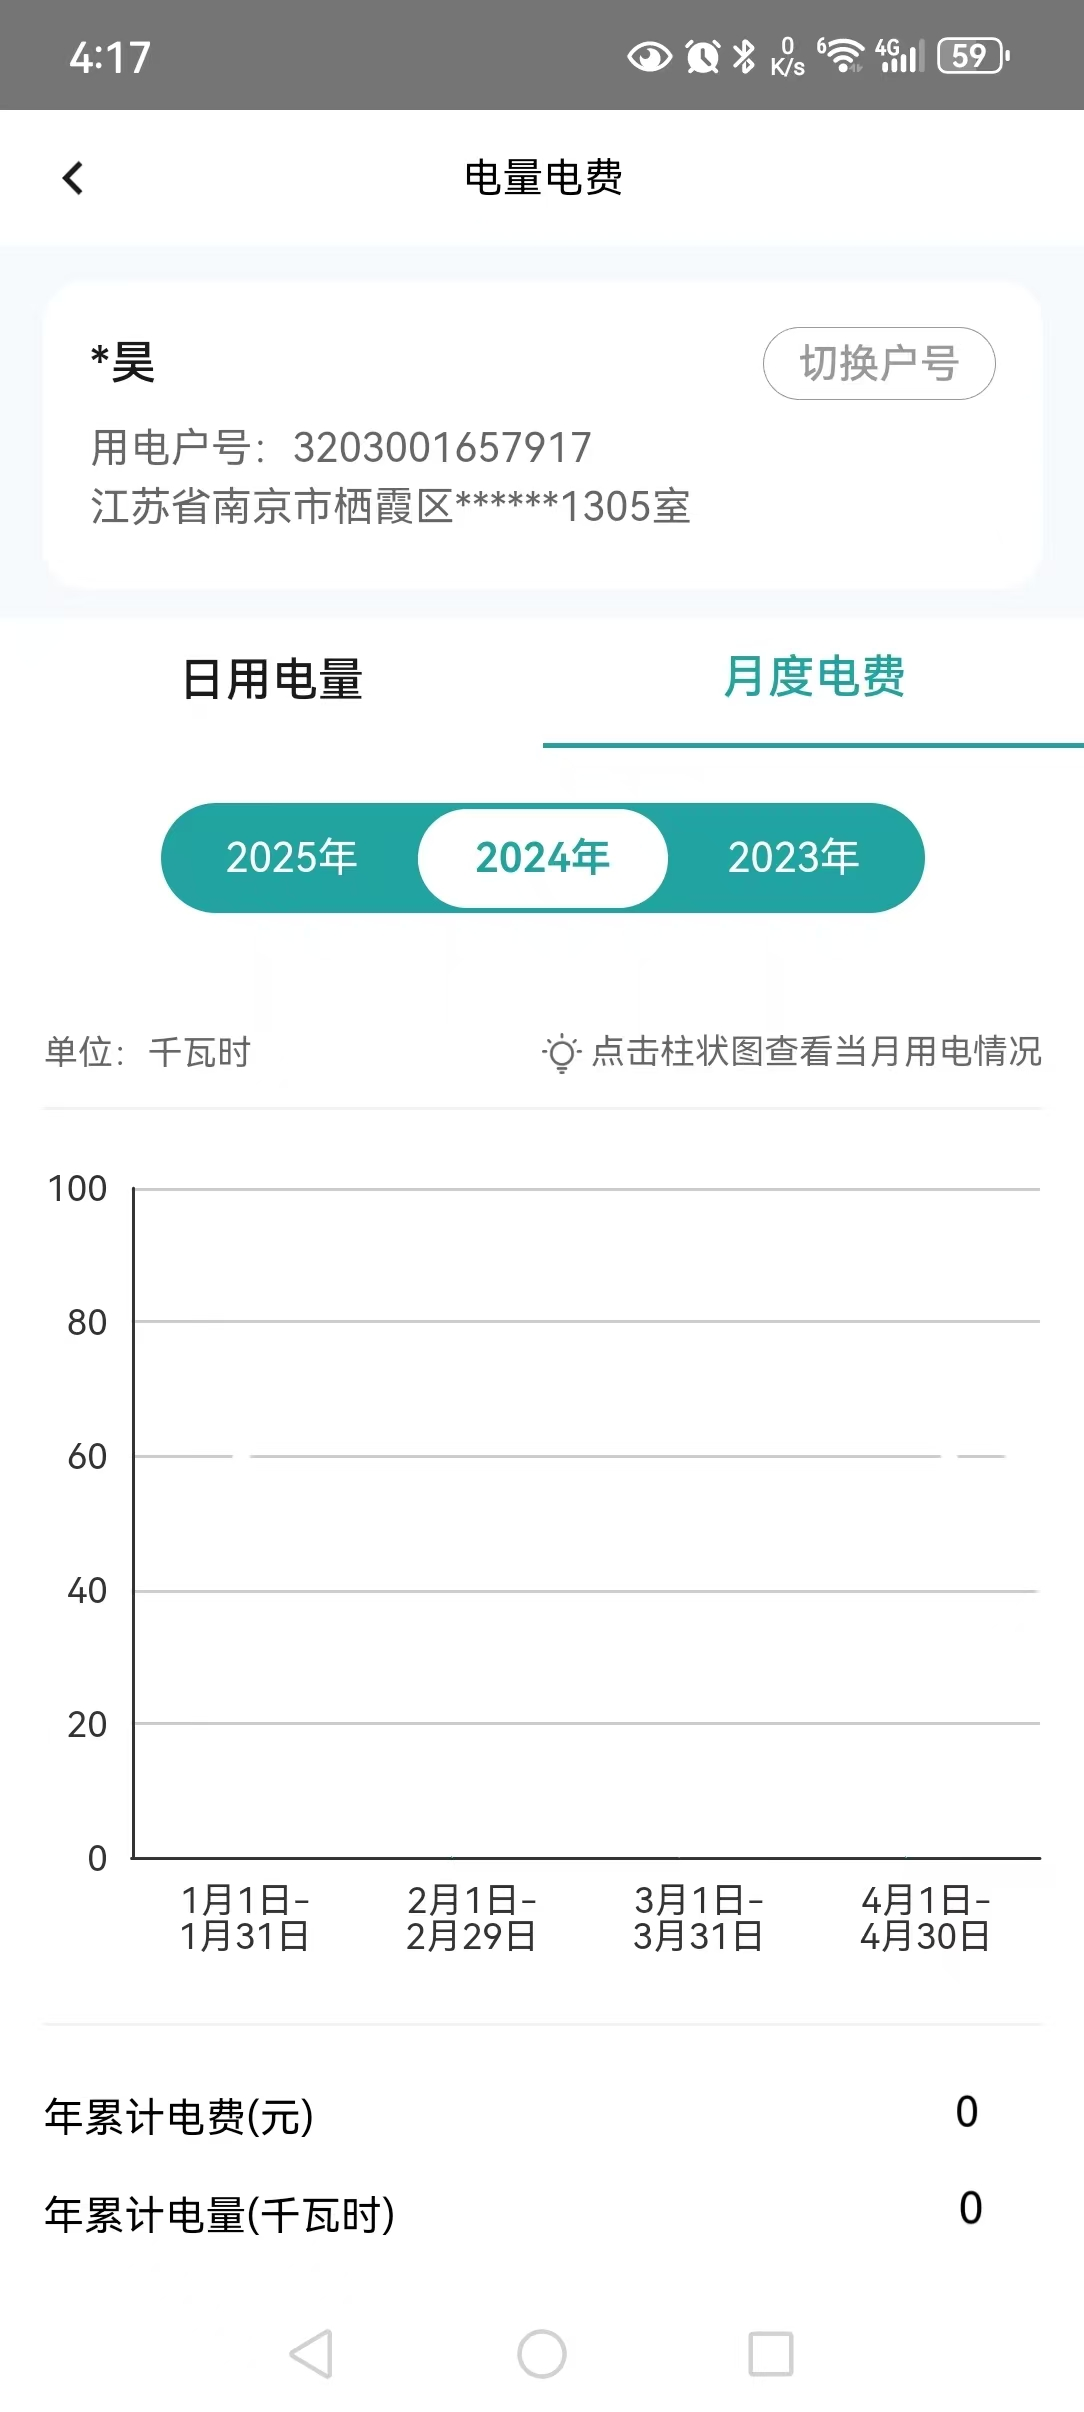 4:17
0
K/s
6
4G
59
电量电费
*昊
切换户号
用电户号：3203001657917
江苏省南京市栖霞区******1305室
日用电量
月度电费
2025年
2024年
2023年
单位：千瓦时
点击柱状图查看当月用电情况
100
80
60
40
20
0
1月1日-
1月31日
2月1日-
2月29日
3月1日-
3月31日
4月1日-
4月30日
年累计电费(元)
0
年累计电量(千瓦时)
0